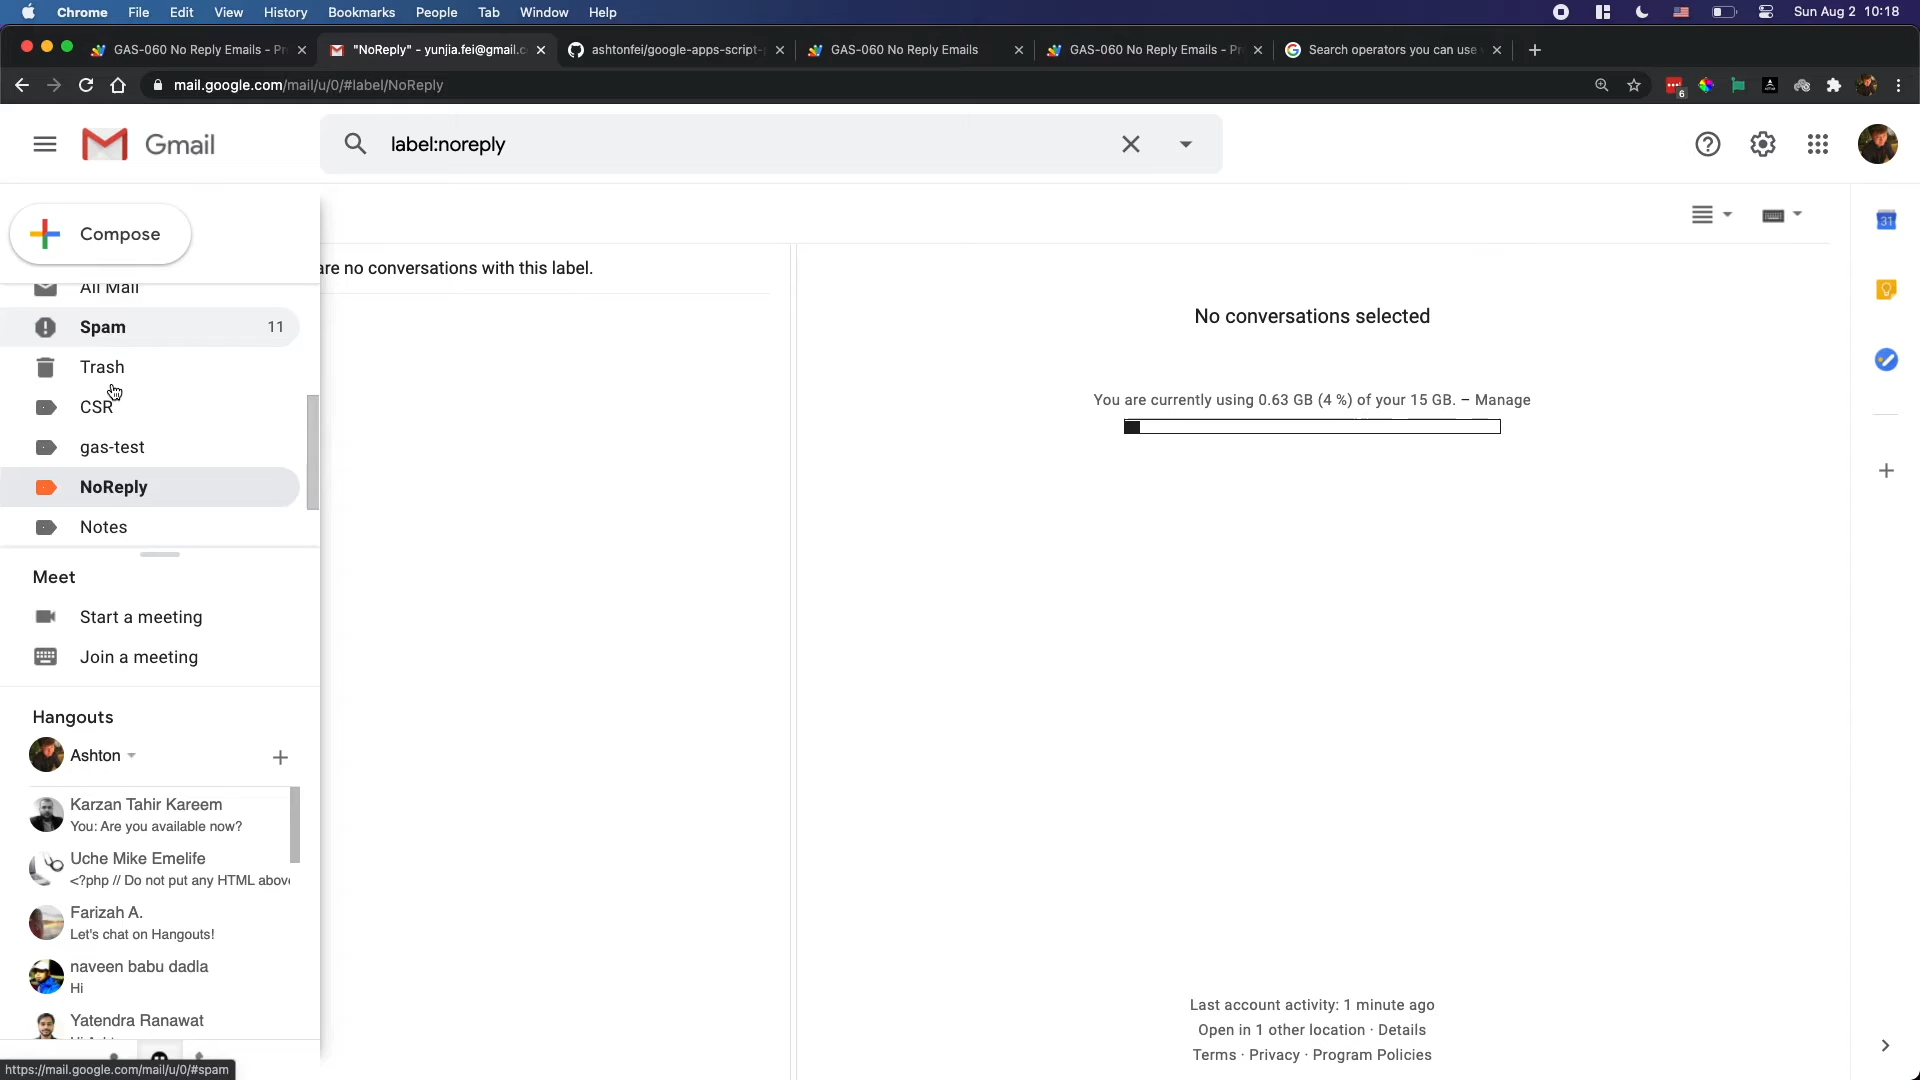 Chrome File Edit View History Bookmarks People Tab Window Help Sun Aug 2 10:18
GAS-060 No Reply Emails - Pr "NoReply" - yunjia.fei@gmail.c ashtonfei/google-apps-script- GAS-060 No Reply Emails GAS-060 No Reply Emails - Pr Search operators you can use
mail.google.com/mail/u/0/#label/NoReply
6
Gmail
label:noreply
Compose
are no conversations with this label.
31
All Mail
Spam 11
Trash
CSR
gas-test
NoReply
Notes
Meet
Start a meeting
Join a meeting
Hangouts
Ashton
Karzan Tahir Kareem
You: Are you available now?
Uche Mike Emelife
<?php // Do not put any HTML above
Farizah A.
Let's chat on Hangouts!
naveen babu dadla
Hi
Yatendra Ranawat
https://mail.google.com/mail/u/0/#spam
No conversations selected
You are currently using 0.63 GB (4 %) of your 15 GB. – Manage
Last account activity: 1 minute ago
Open in 1 other location · Details
Terms · Privacy · Program Policies